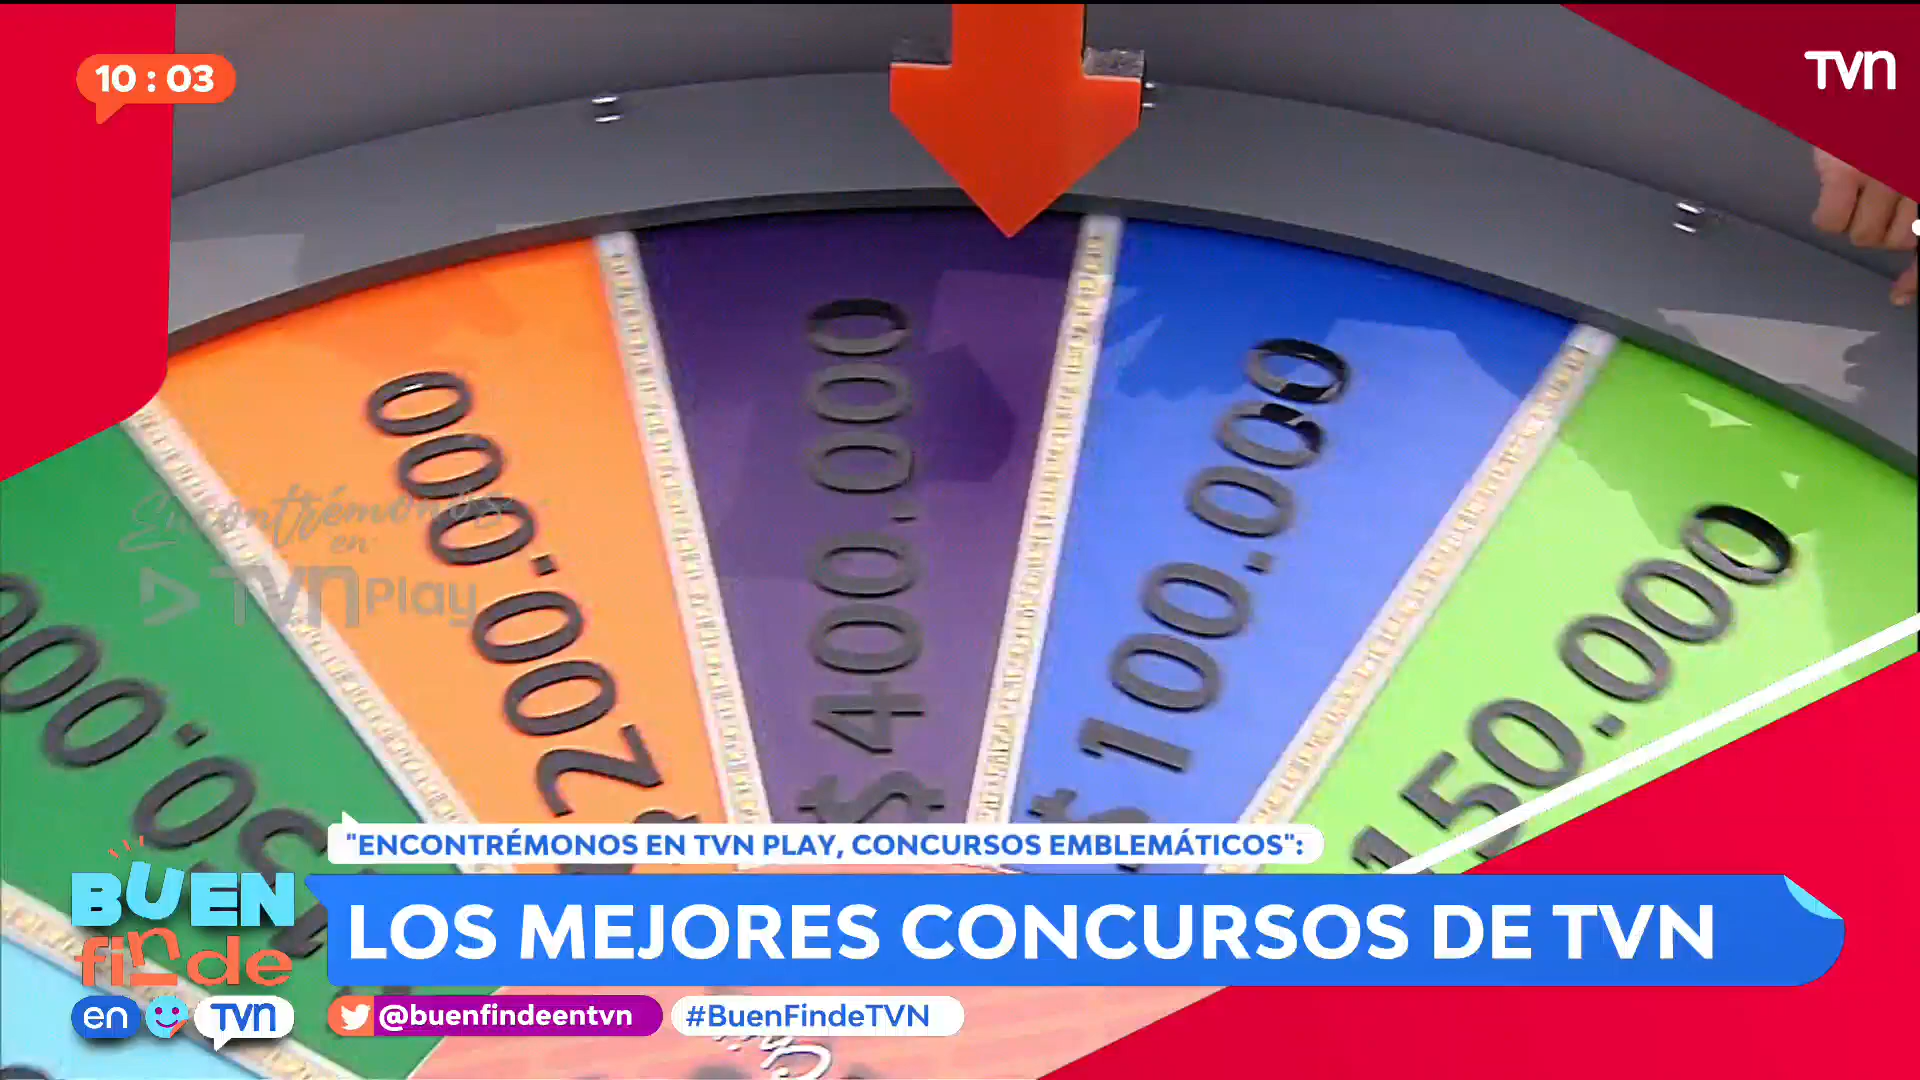 10 : 03
TVN
$400.000
$100.000
200.000
150.000
Encontrémonos
en
TVN Play
"ENCONTRÉMONOS EN TVN PLAY, CONCURSOS EMBLEMÁTICOS":
LOS MEJORES CONCURSOS DE TVN
BUEN
finde
en TVN
@buenfindeentvn
#BuenFindeTVN